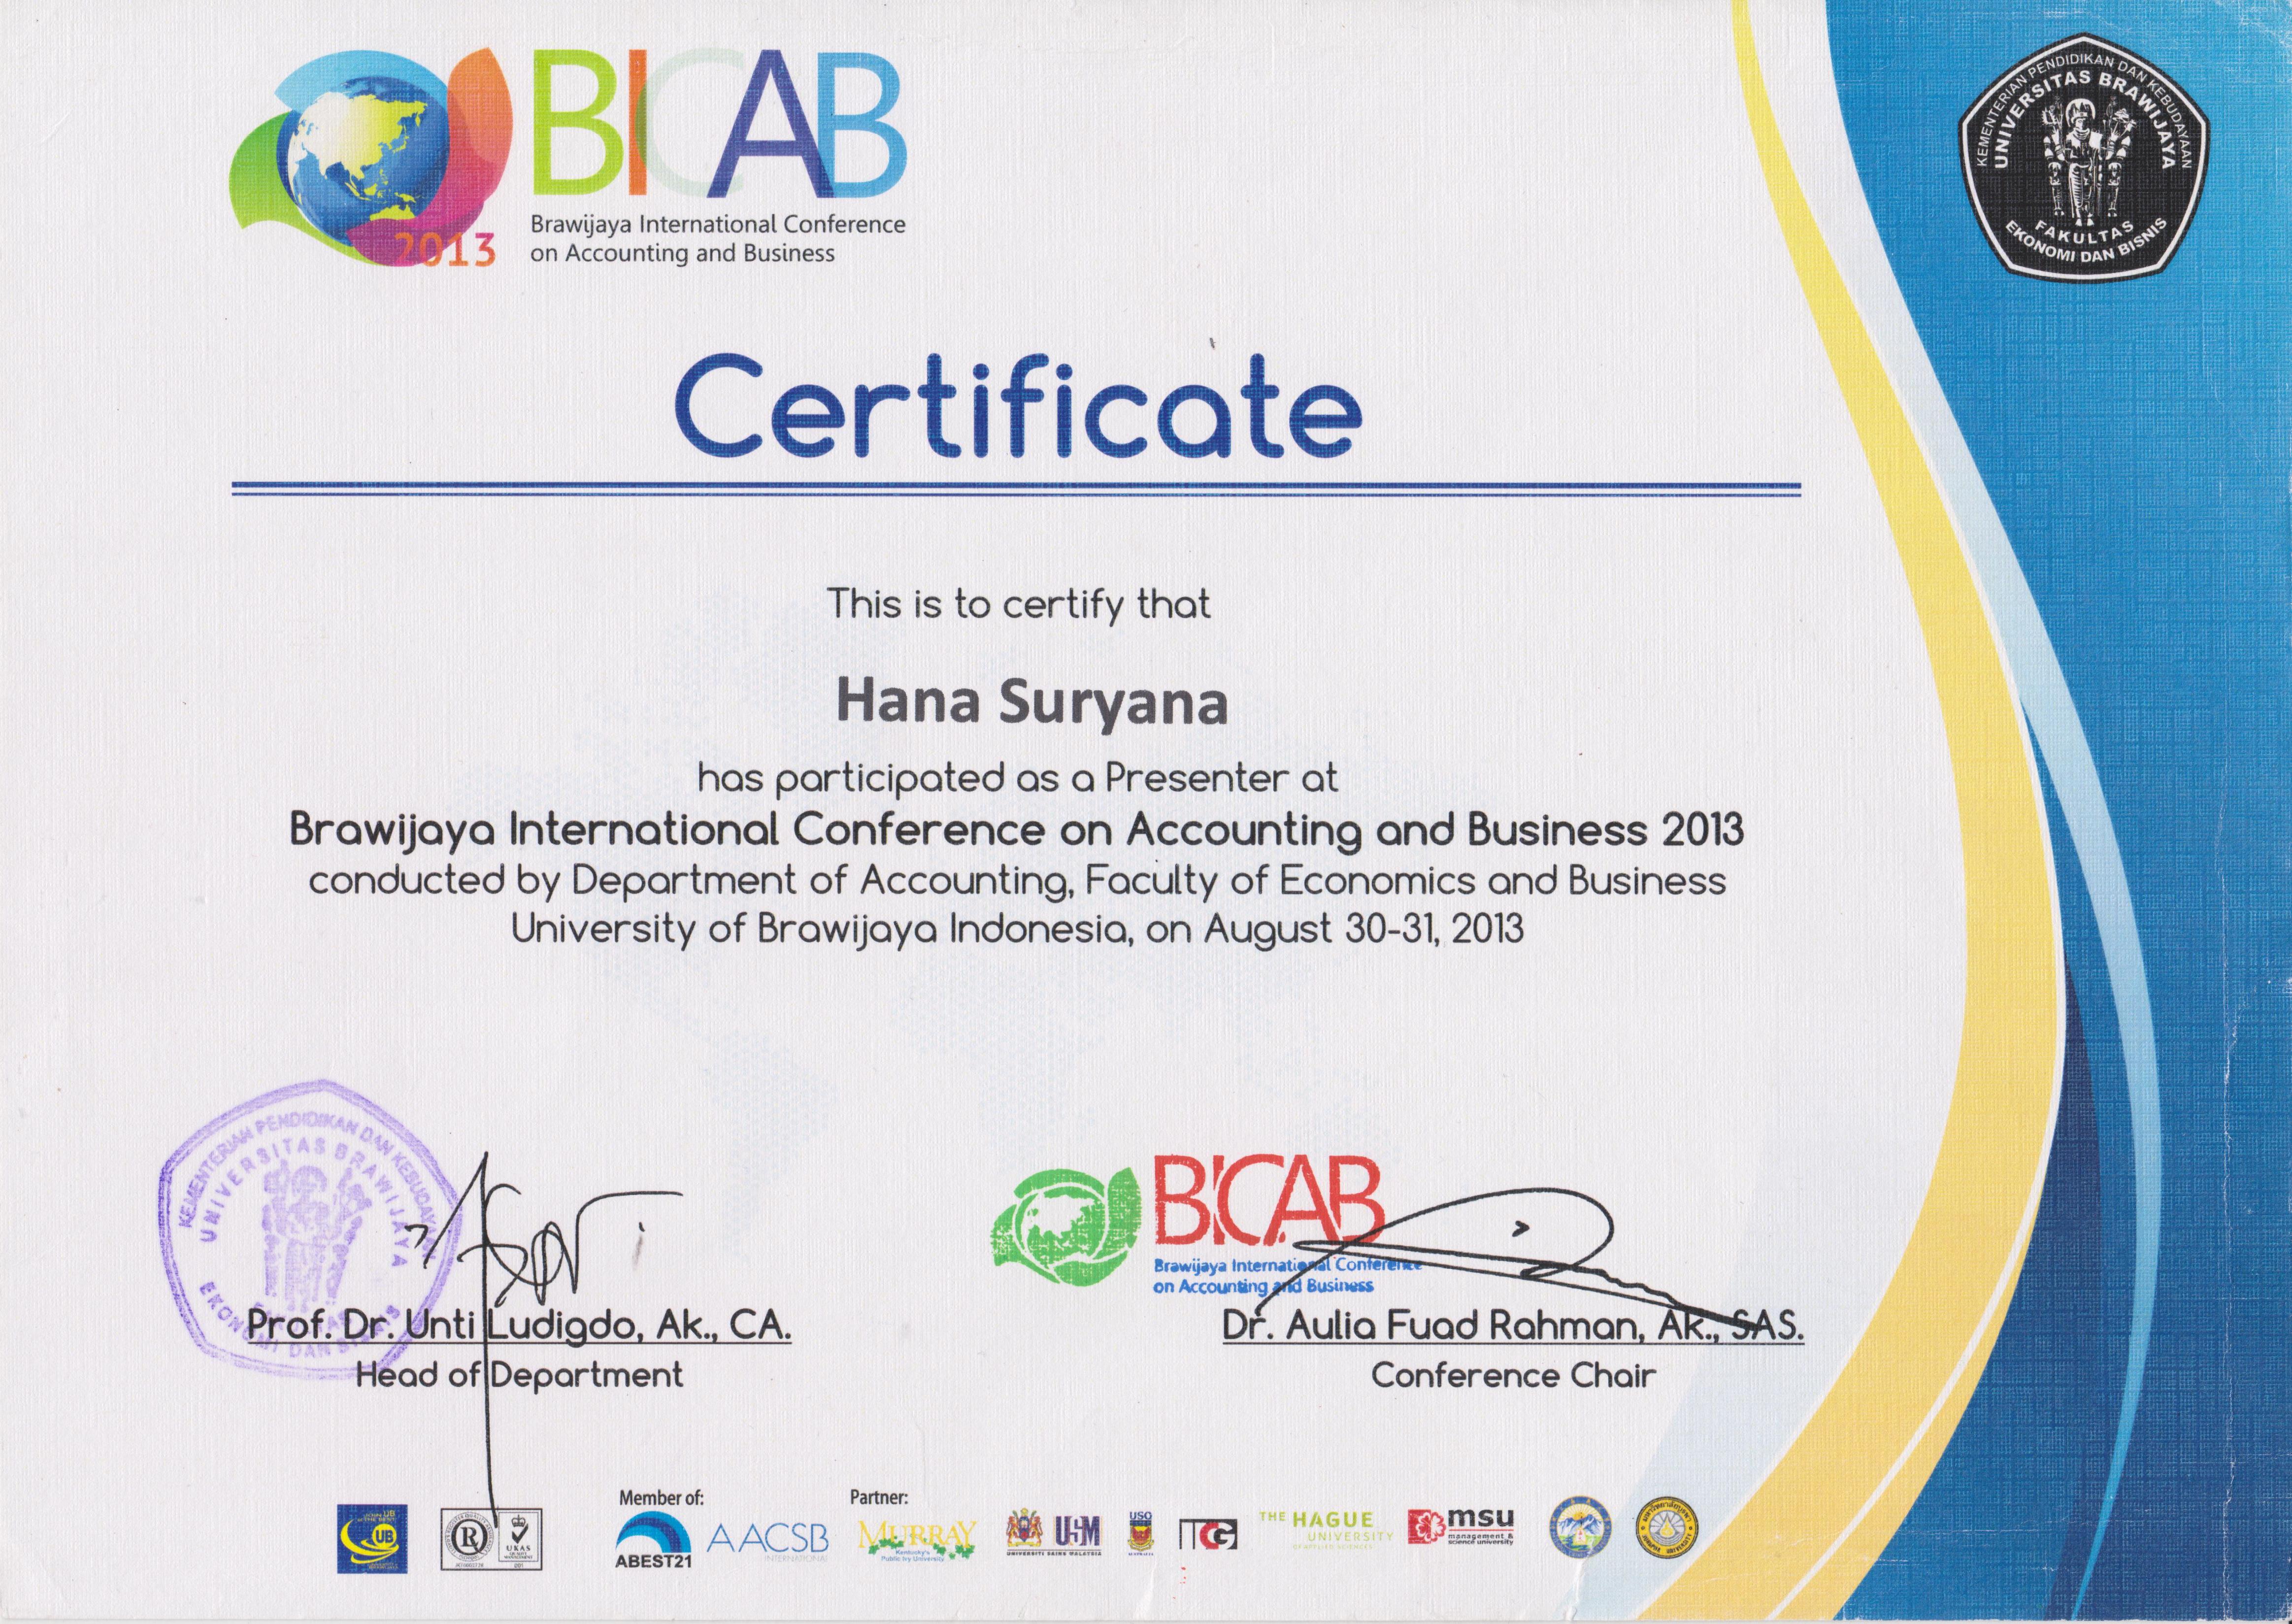 BICAB
2013
Brawijaya International Conference
on Accounting and Business
KEMENTERIAN PENDIDIKAN DAN KEBUDAYAAN
UNIVERSITAS BRAWIJAYA
FAKULTAS
EKONOMI DAN BISNIS
Certificate
This is to certify that
Hana Suryana
has participated as a Presenter at
Brawijaya International Conference on Accounting and Business 2013
conducted by Department of Accounting, Faculty of Economics and Business
University of Brawijaya Indonesia, on August 30-31, 2013
KEMENTERIAN PENDIDIKAN DAN KEBUDAYAAN
UNIVERSITAS BRAWIJAYA
EKONOMI DAN BISNIS
BICAB
Brawijaya International Conference
on Accounting and Business
Prof. Dr. Unti Ludigdo, Ak., CA.
Head of Department
Dr. Aulia Fuad Rahman, Ak., SAS.
Conference Chair
Member of:
Partner:
UB
UKAS
ABEST21
AACSB
INTERNATIONAL
MURRAY
Kentucky's
Public Ivy University
USM
UNIVERSITI SAINS MALAYSIA
USQ
AUSTRALIA
ITG
THE HAGUE
UNIVERSITY
OF APPLIED SCIENCES
msu
management &
science university